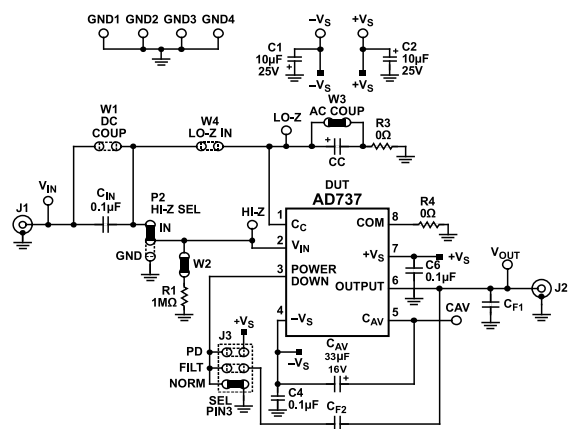 GND1 GND2 GND3 GND4
–VS +VS
C1
10µF
25V
C2
10µF
25V
–VS +VS
W1
DC
COUP
W4
LO-Z IN
LO-Z
W3
AC COUP
CC
R3
0Ω
VIN
J1
CIN
0.1µF
P2
HI-Z SEL
IN
GND
HI-Z
W2
R1
1MΩ
DUT
AD737
1
CC
2
VIN
3
POWER
DOWN
4
–VS
COM
8
+VS
7
OUTPUT
6
CAV
5
R4
0Ω
+VS
C6
0.1µF
VOUT
J2
CF1
CAV
–VS
CAV
33µF
16V
+
C4
0.1µF
CF2
J3
+VS
PD
FILT
NORM
SEL
PIN3